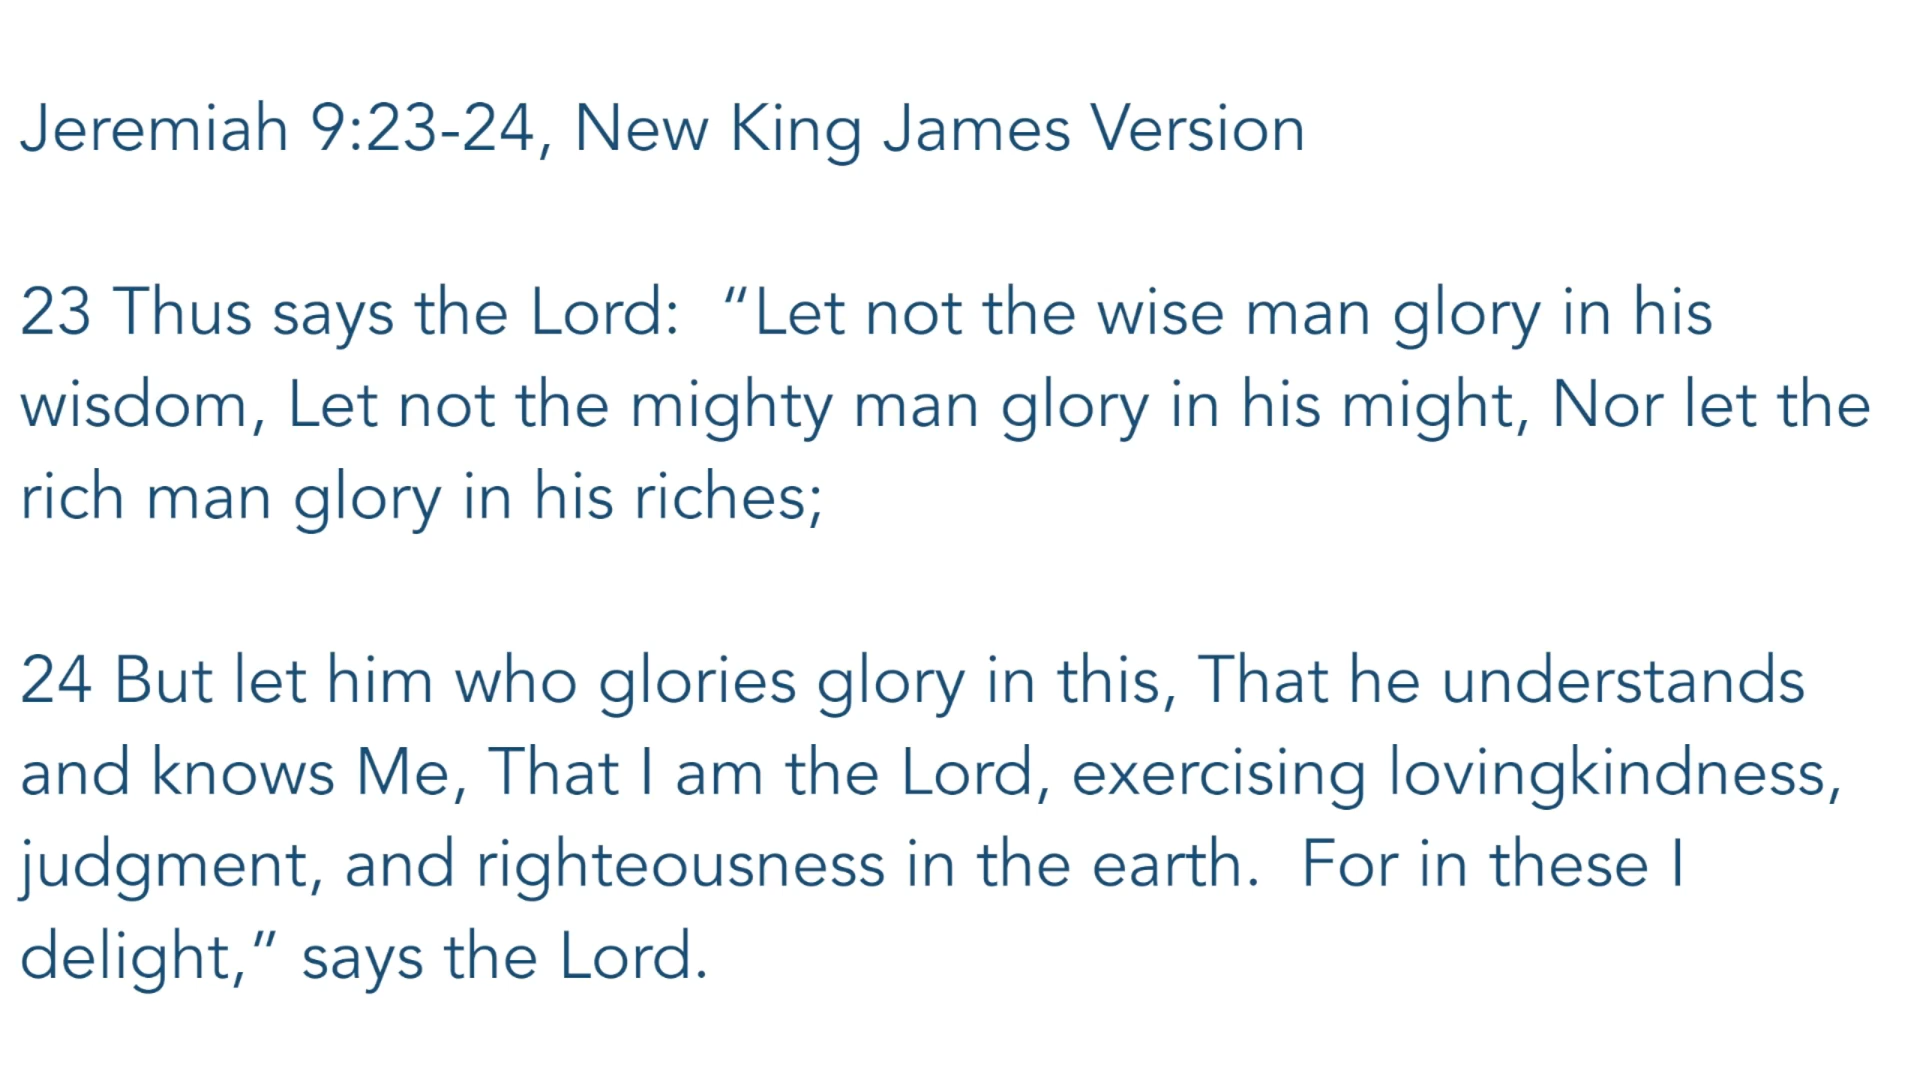 Jeremiah 9:23-24, New King James Version
23 Thus says the Lord:  “Let not the wise man glory in his
wisdom, Let not the mighty man glory in his might, Nor let the
rich man glory in his riches;
24 But let him who glories glory in this, That he understands
and knows Me, That I am the Lord, exercising lovingkindness,
judgment, and righteousness in the earth.  For in these I
delight,” says the Lord.